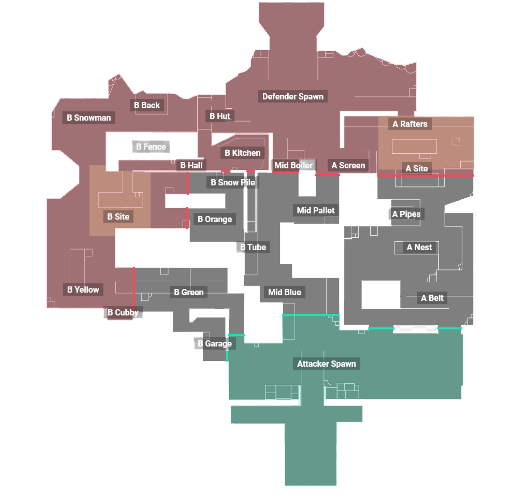 Defender Spawn
B Back
B Snowman
B Hut
A Rafters
B Fence
B Kitchen
B Hall
Mid Boiler
A Screen
A Site
B Snow Pile
B Site
B Orange
Mid Pallet
A Pipes
B Tube
A Nest
B Yellow
B Green
Mid Blue
A Belt
B Cubby
B Garage
Attacker Spawn